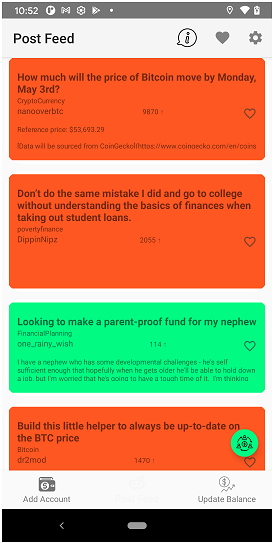 10:52
Post Feed
How much will the price of Bitcoin move by Monday,
May 3rd?
CryptoCurrency
nanooverbtc 9878 ↑
Reference price: $53,693.29
(Data will be sourced from CoinGecko](https://www.coingecko.com/en/coins
Don't do the same mistake I did and go to college
without understanding the basics of finances when
taking out student loans.
povertyfinance
DippinNipz 2055 ↑
Looking to make a parent-proof fund for my nephew
FinancialPlanning
one_rainy_wish 114 ↑
I have a nephew who has some developmental challenges - he's self
sufficient enough that hopefully when he gets older he'll be able to hold down
a job, but I'm worried that he's going to have a tough time of it. I'm thinking
Build this little helper to always be up-to-date on
the BTC price
Bitcoin
dr2mod 1470 ↑
Add Account
Update Balance